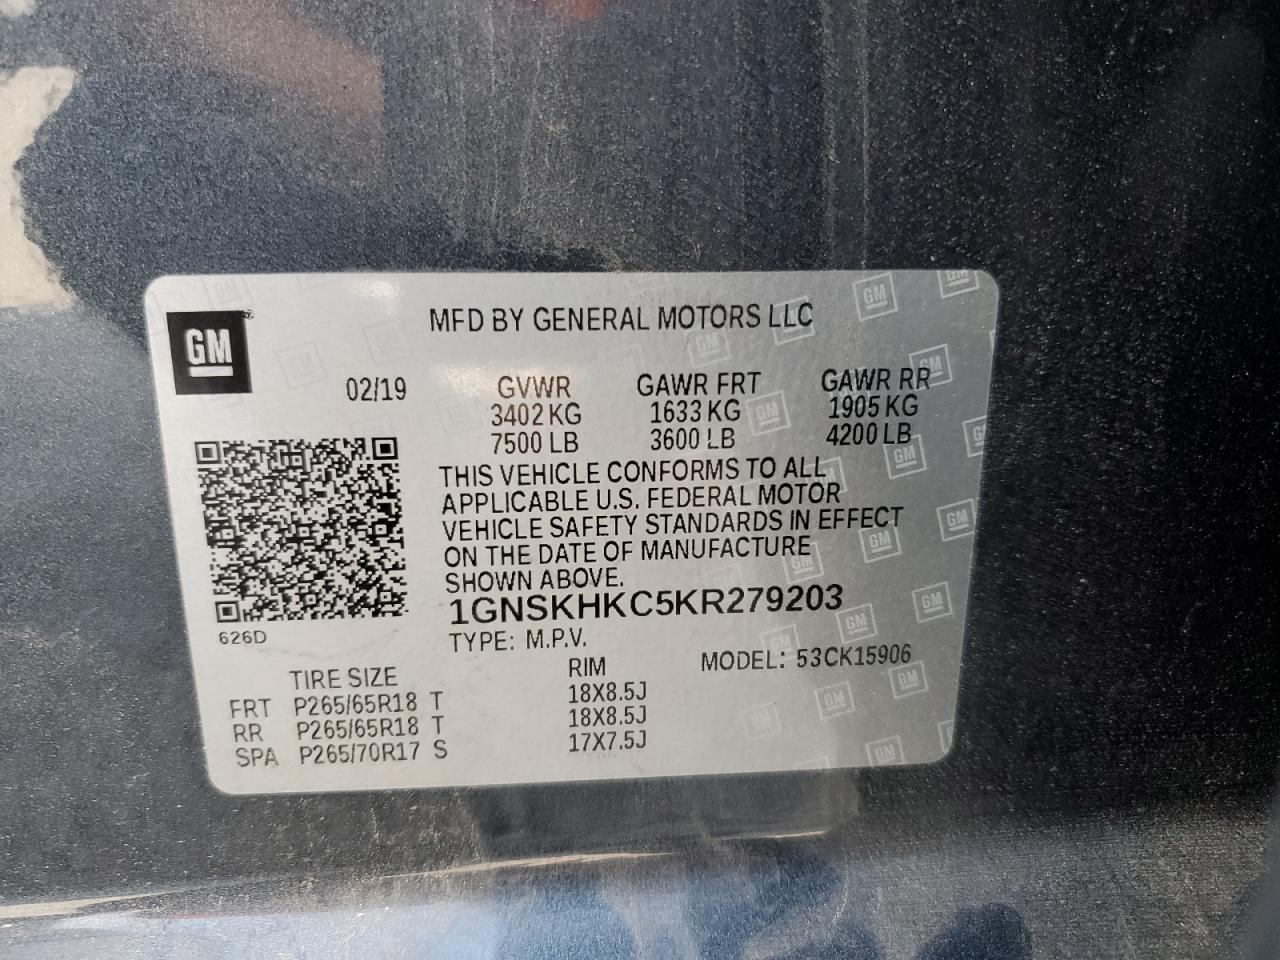 GM
MFD BY GENERAL MOTORS LLC
02/19 GVWR GAWR FRT GAWR RR
3402 KG 1633 KG 1905 KG
7500 LB 3600 LB 4200 LB
THIS VEHICLE CONFORMS TO ALL
APPLICABLE U.S. FEDERAL MOTOR
VEHICLE SAFETY STANDARDS IN EFFECT
ON THE DATE OF MANUFACTURE
SHOWN ABOVE.
1GNSKHKC5KR279203
626D
TYPE: M.P.V.
MODEL: 53CK15906
TIRE SIZE RIM
FRT P265/65R18 T 18X8.5J
RR P265/65R18 T 18X8.5J
SPA P265/70R17 S 17X7.5J